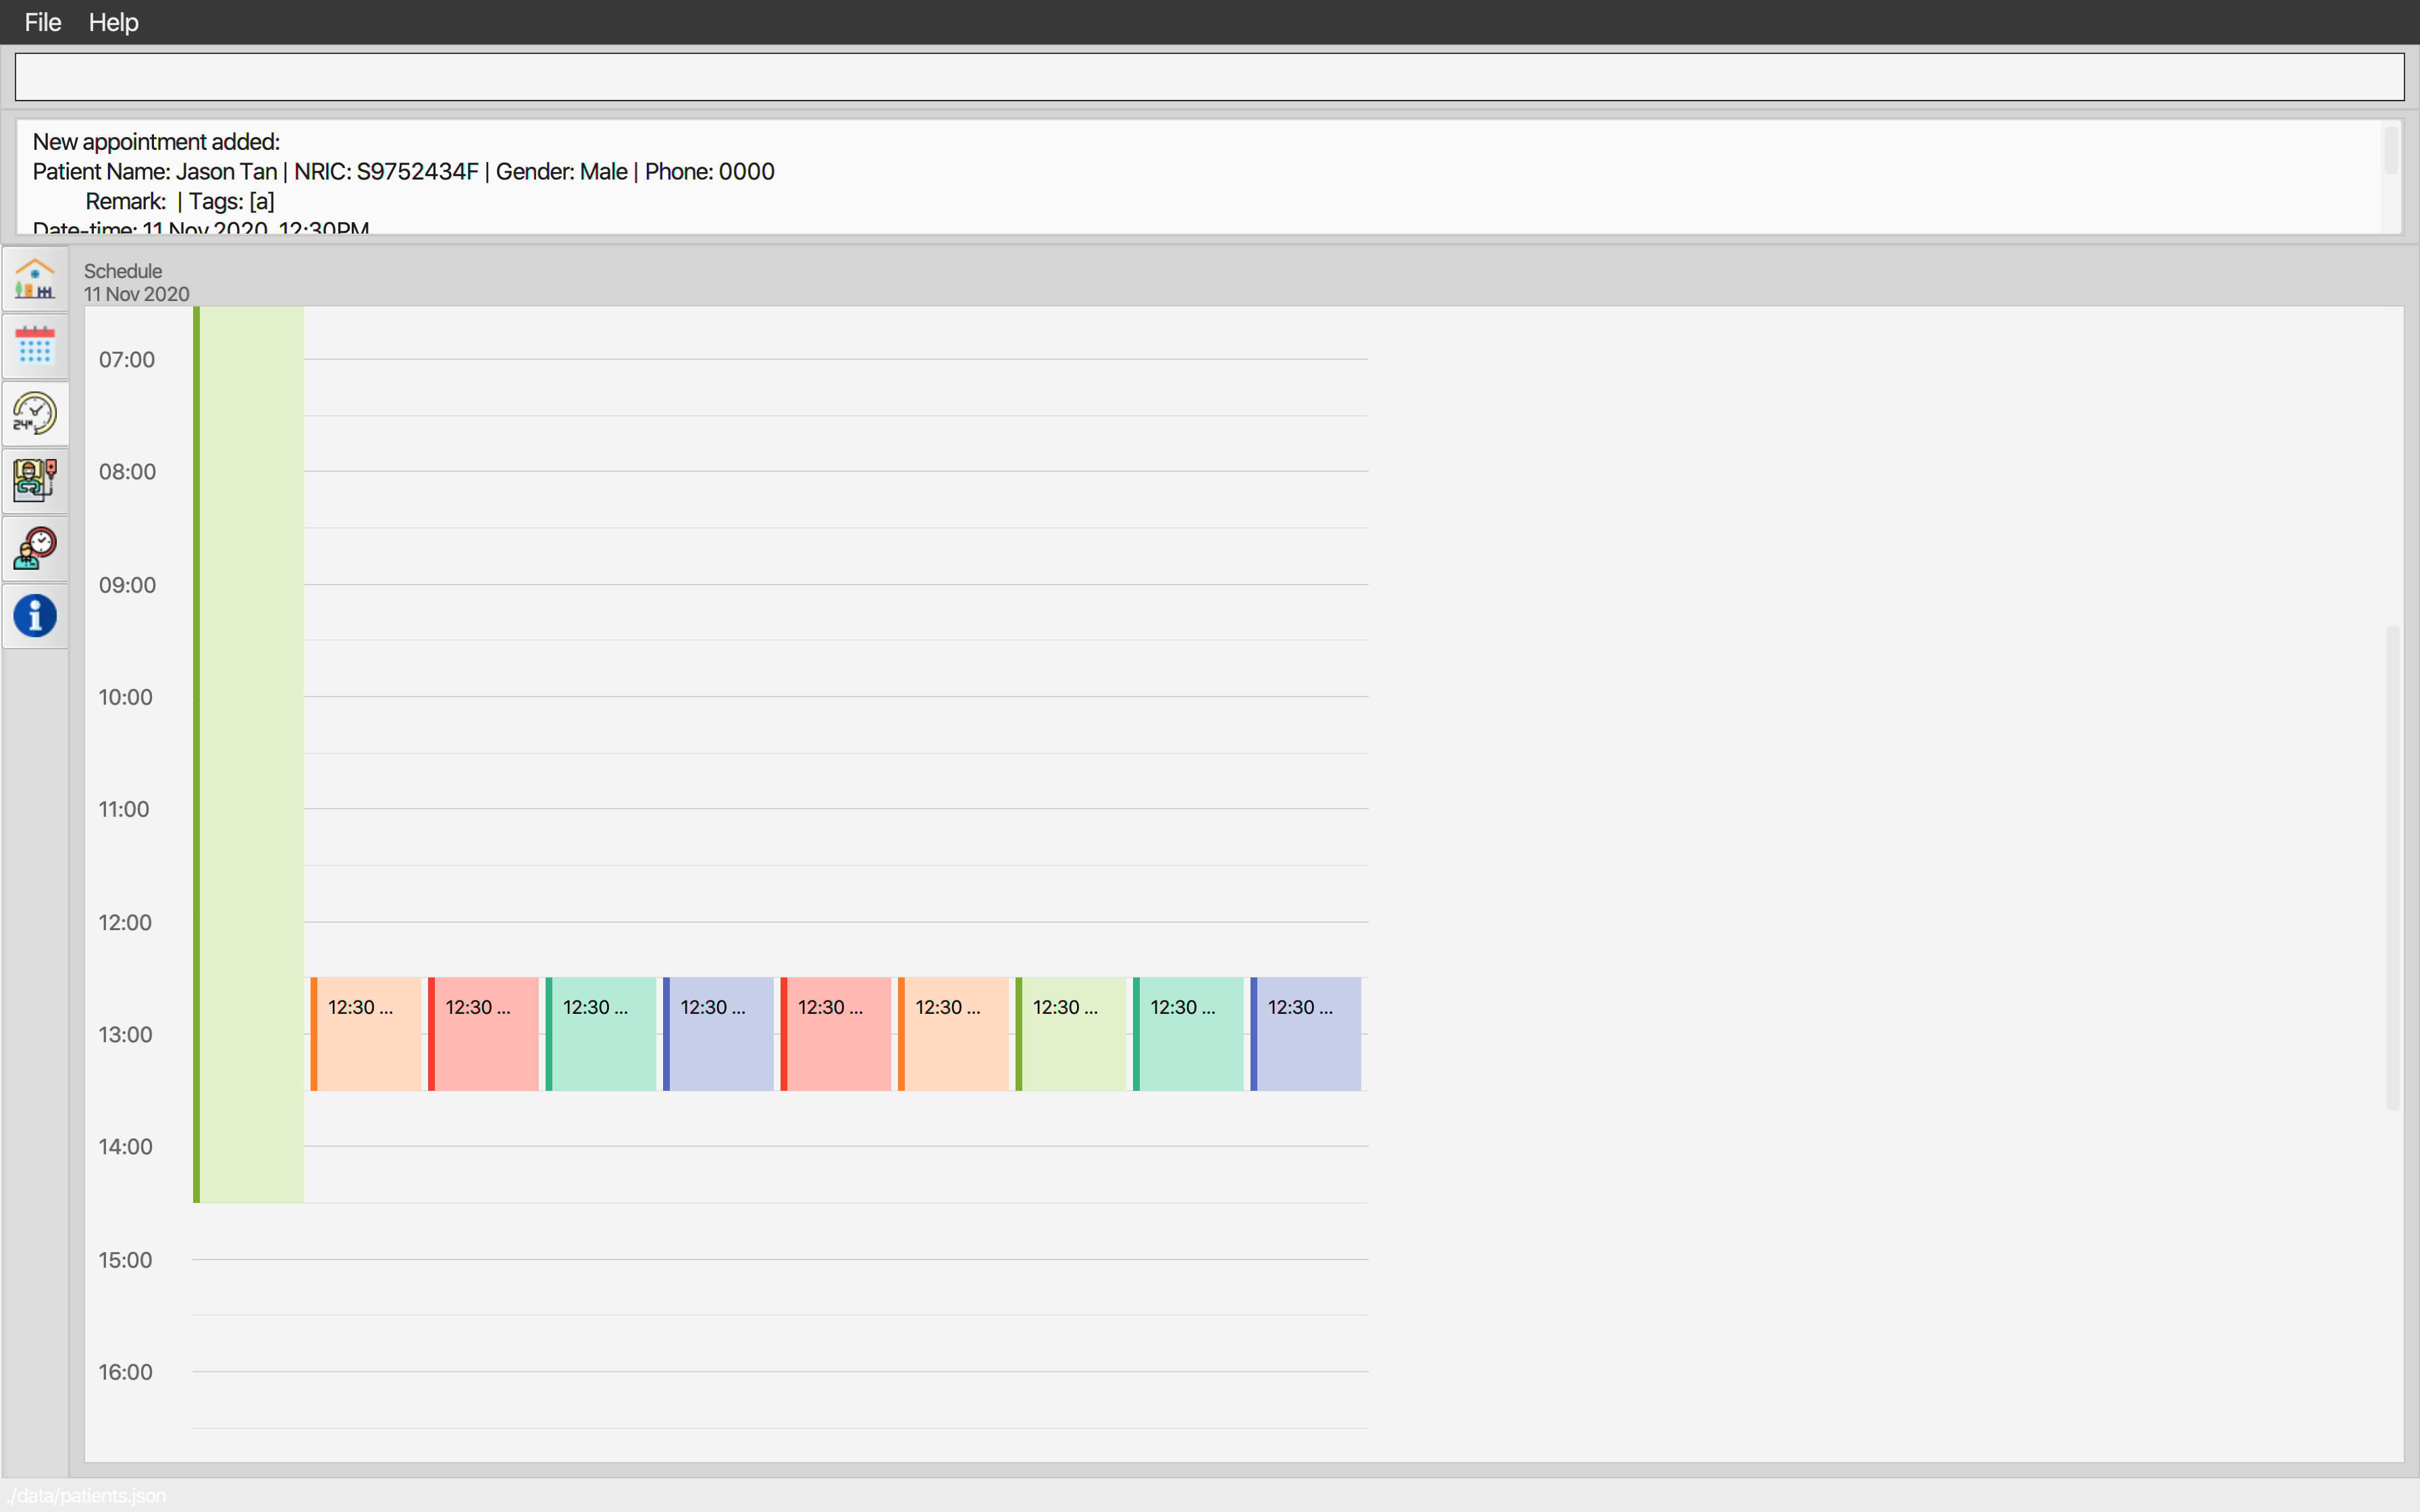 File Help
New appointment added:
Patient Name: Jason Tan | NRIC: S9752434F | Gender: Male | Phone: 0000
Remark: | Tags: [a]
Date-time: 11 Nov 2020, 12:30PM
Schedule
11 Nov 2020
07:00
24H
08:00
09:00
10:00
11:00
12:00
12:30 ... 12:30 ... 12:30 ... 12:30 ... 12:30 ... 12:30 ... 12:30 ... 12:30 ... 12:30 ...
13:00
14:00
15:00
16:00
./data/patients.json